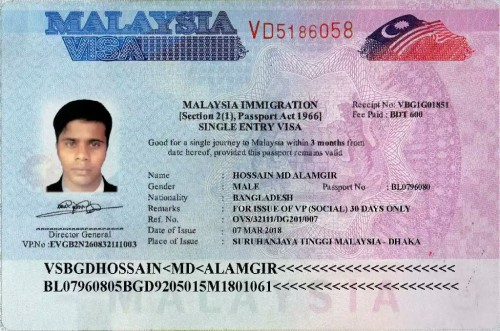 MALAYSIA
VISA
VD5186058
MALAYSIA IMMIGRATION
[Section 2(1), Passport Act 1966]
SINGLE ENTRY VISA
Receipt No: VBG1G01851
Fee Paid : BDT 600
Good for a single journey to Malaysia within 3 months from
date hereof, provided this passport remains valid
Name : HOSSAIN MD ALAMGIR
Gender : MALE Passport No : BL0796080
Nationality : BANGLADESH
Remarks : FOR ISSUE OF VP (SOCIAL) 30 DAYS ONLY
Ref. No. : OVS/32111/DG201/007
Date of Issue : 07 MAR 2018
Place of Issue : SURUHANJAYA TINGGI MALAYSIA - DHAKA
Director General
VP.No :EVGB2N260832111003
VSBGDHOSSAIN<MD<ALAMGIR<<<<<<<<<<<<<<<<<<<<<
BL07960805BGD9205015M1801061<<<<<<<<<<<<<<<<<<<<<<
MALAYSIA